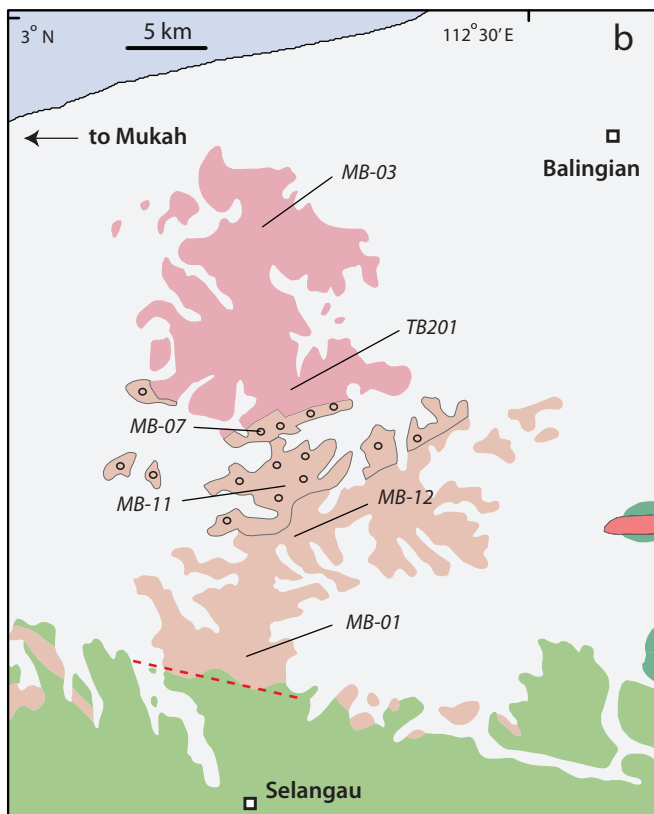 3° N
5 km
112°30′ E
b
to Mukah
Balingian
MB-03
TB201
MB-07
MB-11
MB-12
MB-01
Selangau